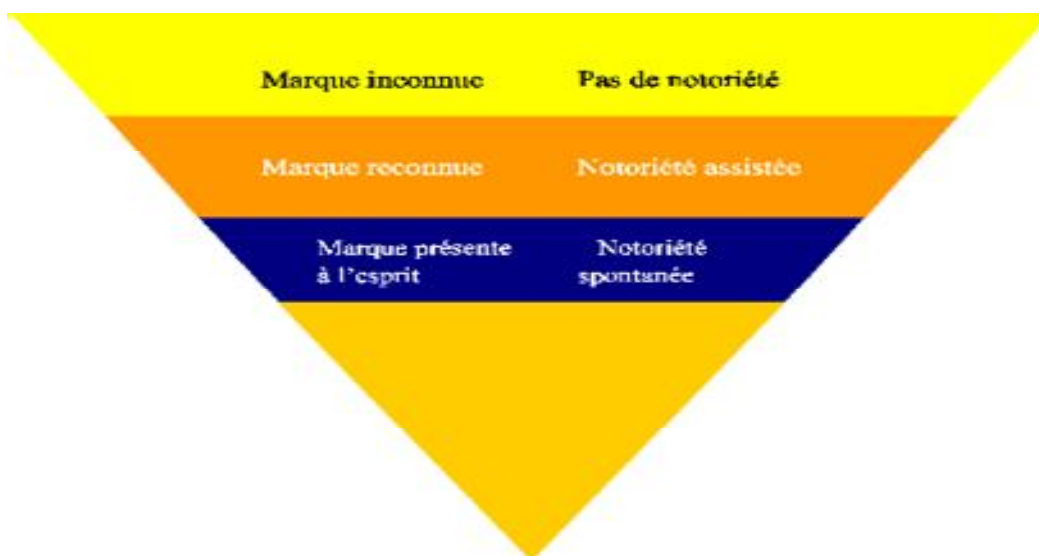 Marque inconnue Pas de notoriété
Marque reconnue Notoriété assistée
Marque présente Notoriété
à l'esprit spontanée